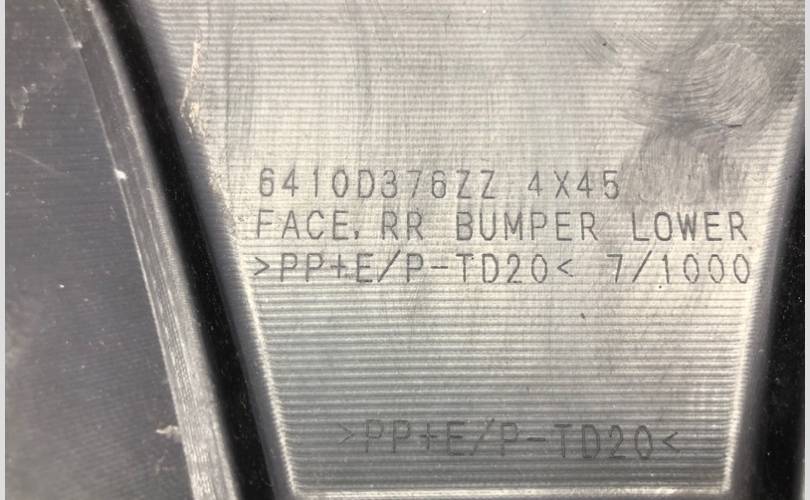 6410D376ZZ 4X45
FACE, RR BUMPER LOWER
>PP+E/P-TD20< 7/1000
>PP+E/P-TD20<